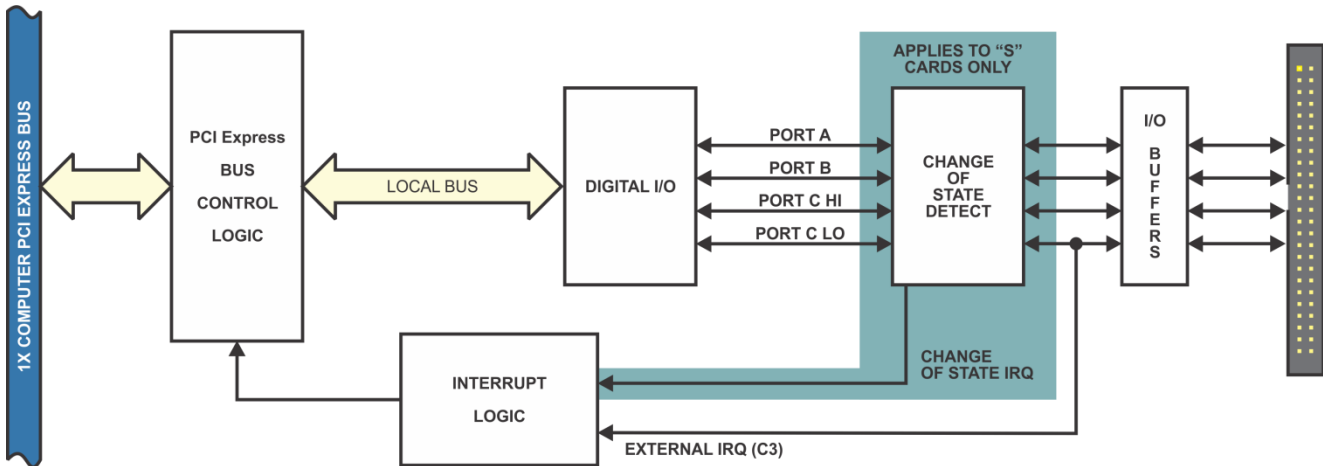 1X COMPUTER PCI EXPRESS BUS
PCI Express
BUS
CONTROL
LOGIC
LOCAL BUS
DIGITAL I/O
PORT A
PORT B
PORT C HI
PORT C LO
APPLIES TO “S”
CARDS ONLY
CHANGE
OF
STATE
DETECT
I/O
BUFFERS
INTERRUPT
LOGIC
CHANGE
OF STATE IRQ
EXTERNAL IRQ (C3)